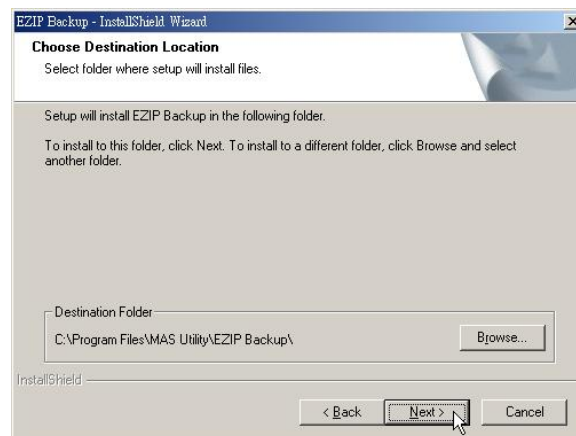 EZIP Backup - InstallShield Wizard
Choose Destination Location
Select folder where setup will install files.
Setup will install EZIP Backup in the following folder.
To install to this folder, click Next. To install to a different folder, click Browse and select
another folder.
Destination Folder
C:\Program Files\MAS Utility\EZIP Backup\
Browse...
InstallShield
< Back
Next >
Cancel